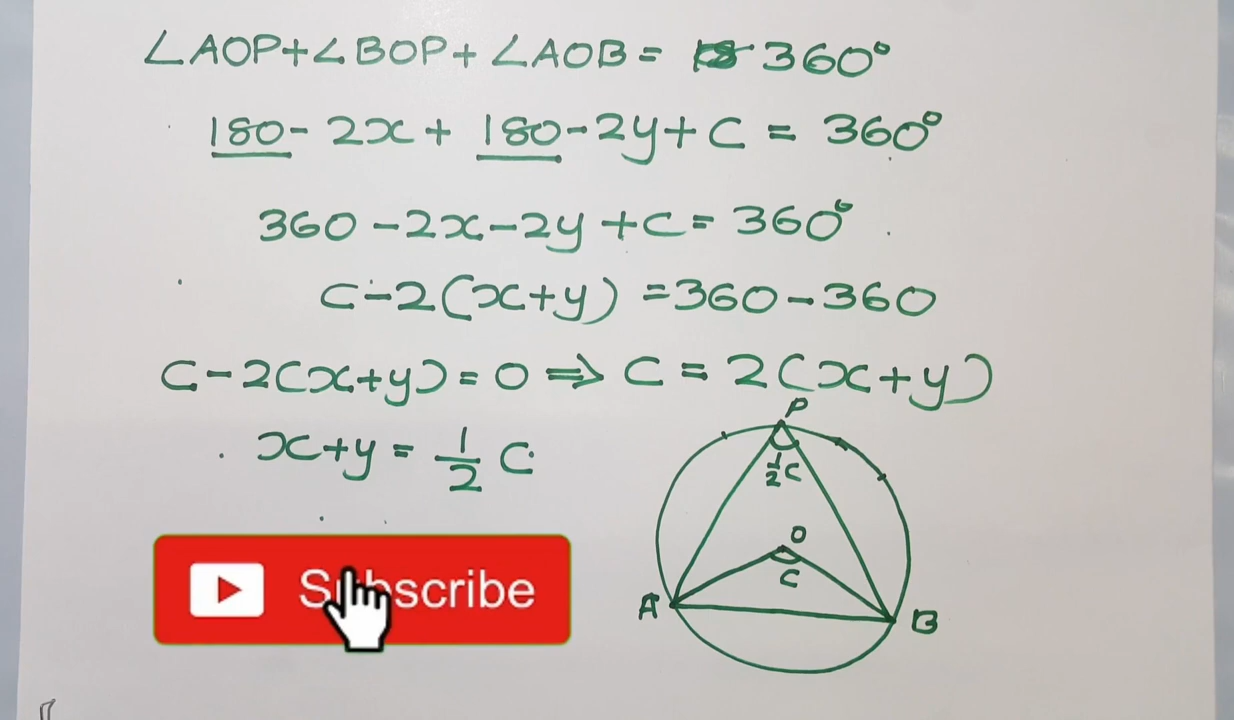 ∠AOP+∠BOP+∠AOB= 360°
180-2x+180-2y+C=360°
360-2x-2y+C=360°
C-2(x+y)=360-360
C-2(x+y)=0⇒C=2(x+y)
x+y=½C
P
½C
O
C
A
B
Subscribe